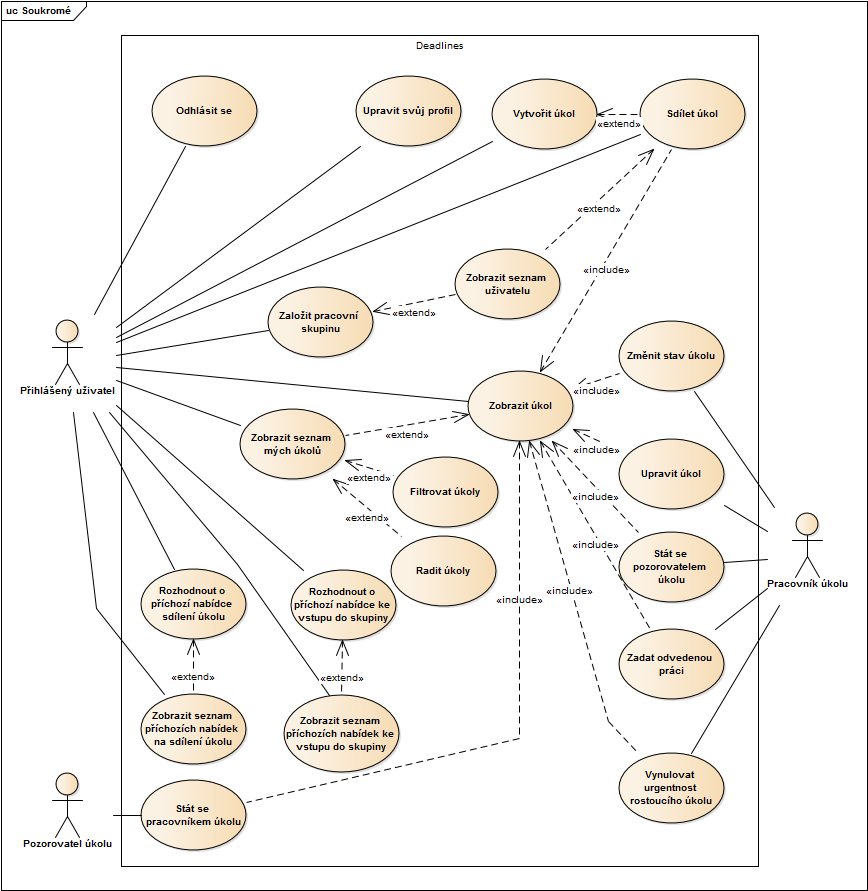 uc Soukromé
Deadlines
Odhlásit se
Upravit svůj profil
Vytvořit úkol
Sdílet úkol
«extend»
«extend»
Zobrazit seznam
uživatelu
«include»
Založit pracovní
skupinu
«extend»
Přihlášený uživatel
Změnit stav úkolu
«include»
Zobrazit úkol
Zobrazit seznam
mých úkolů
«extend»
«include»
Upravit úkol
«extend»
Filtrovat úkoly
«include»
«extend»
«include»
Stát se
pozorovatelem
úkolu
Radit úkoly
Pracovník úkolu
Rozhodnout o
příchozí nabídce
sdílení úkolu
Rozhodnout o
příchozí nabídce ke
vstupu do skupiny
«include»
«include»
Zadat odvedenou
práci
«extend»
«extend»
Zobrazit seznam
příchozích nabídek
na sdílení úkolu
Zobrazit seznam
příchozích nabídek ke
vstupu do skupiny
Vynulovat
urgentnost
rostoucího úkolu
Stát se
pracovníkem úkolu
Pozorovatel úkolu